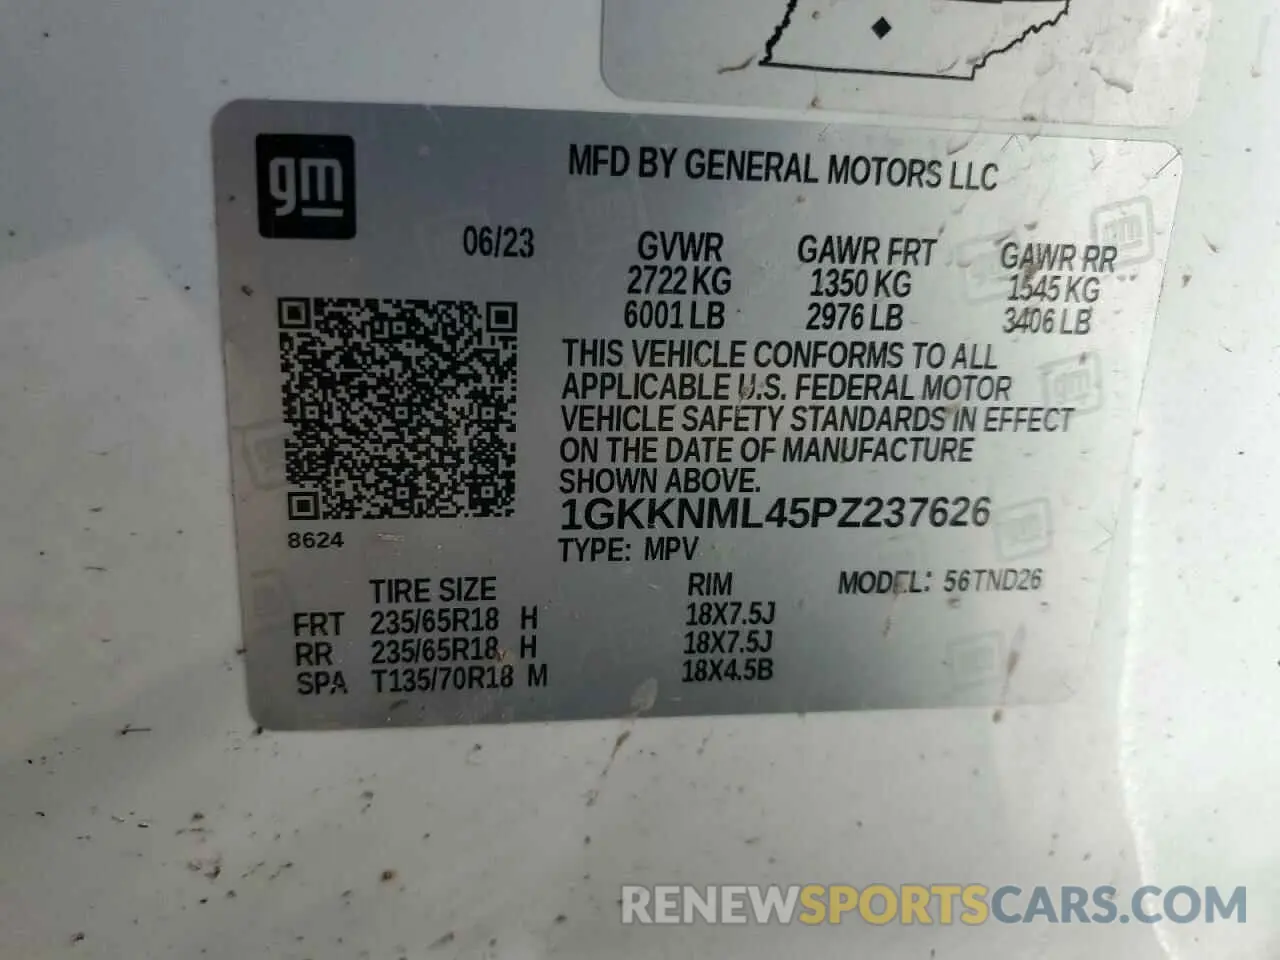 gm
MFD BY GENERAL MOTORS LLC
06/23
GVWR GAWR FRT GAWR RR
2722 KG 1350 KG 1545 KG
6001 LB 2976 LB 3406 LB
THIS VEHICLE CONFORMS TO ALL
APPLICABLE U.S. FEDERAL MOTOR
VEHICLE SAFETY STANDARDS IN EFFECT
ON THE DATE OF MANUFACTURE
SHOWN ABOVE.
1GKKNML45PZ237626
8624
TYPE: MPV
TIRE SIZE RIM MODEL: 56TND26
FRT 235/65R18 H 18X7.5J
RR 235/65R18 H 18X7.5J
SPA T135/70R18 M 18X4.5B
RENEWSPORTSCARS.COM